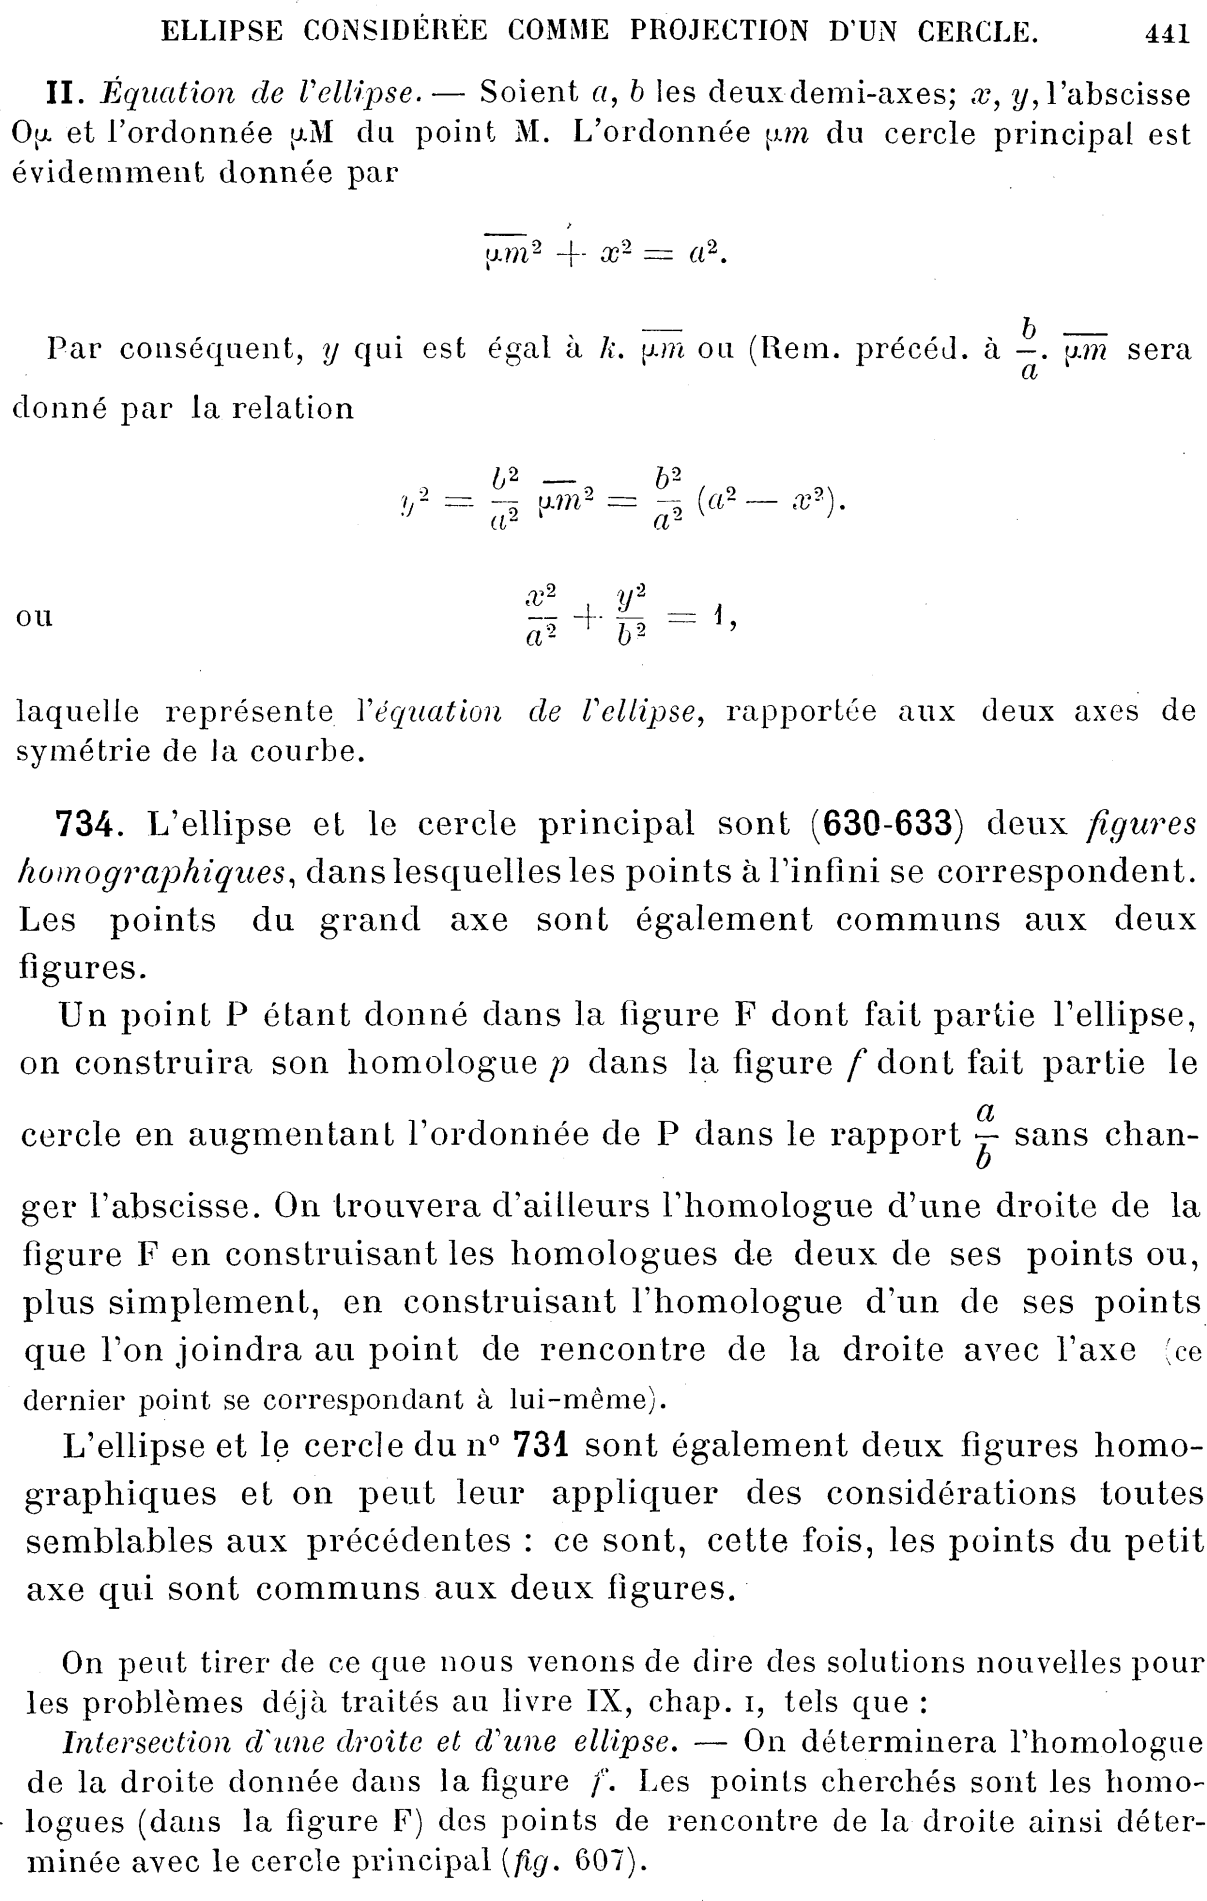 ELLIPSE CONSIDÉRÉE COMME PROJECTION D'UN CERCLE. 441
II. Équation de l'ellipse. — Soient a, b les deux demi-axes; x, y, l'abscisse
Oμ et l'ordonnée μM du point M. L'ordonnée μm du cercle principal est
évidemment donnée par
$\overline{\mu m}^2 + x^2 = a^2.$
Par conséquent, y qui est égal à k. $\overline{\mu m}$ ou (Rem. précéd. à $\frac{b}{a}$. $\overline{\mu m}$ sera
donné par la relation
$y^2 = \frac{b^2}{a^2} \overline{\mu m}^2 = \frac{b^2}{a^2} (a^2 - x^2).$
ou $\frac{x^2}{a^2} + \frac{y^2}{b^2} = 1,$
laquelle représente l'équation de l'ellipse, rapportée aux deux axes de
symétrie de la courbe.
734. L'ellipse et le cercle principal sont (630-633) deux figures
homographiques, dans lesquelles les points à l'infini se correspondent.
Les points du grand axe sont également communs aux deux
figures.
Un point P étant donné dans la figure F dont fait partie l'ellipse,
on construira son homologue p dans la figure f dont fait partie le
cercle en augmentant l'ordonnée de P dans le rapport $\frac{a}{b}$ sans chan-
ger l'abscisse. On trouvera d'ailleurs l'homologue d'une droite de la
figure F en construisant les homologues de deux de ses points ou,
plus simplement, en construisant l'homologue d'un de ses points
que l'on joindra au point de rencontre de la droite avec l'axe (ce
dernier point se correspondant à lui-même).
L'ellipse et le cercle du n° 731 sont également deux figures homo-
graphiques et on peut leur appliquer des considérations toutes
semblables aux précédentes : ce sont, cette fois, les points du petit
axe qui sont communs aux deux figures.
On peut tirer de ce que nous venons de dire des solutions nouvelles pour
les problèmes déjà traités au livre IX, chap. I, tels que :
Intersection d'une droite et d'une ellipse. — On déterminera l'homologue
de la droite donnée dans la figure f. Les points cherchés sont les homo-
logues (dans la figure F) des points de rencontre de la droite ainsi déter-
minée avec le cercle principal (fig. 607).